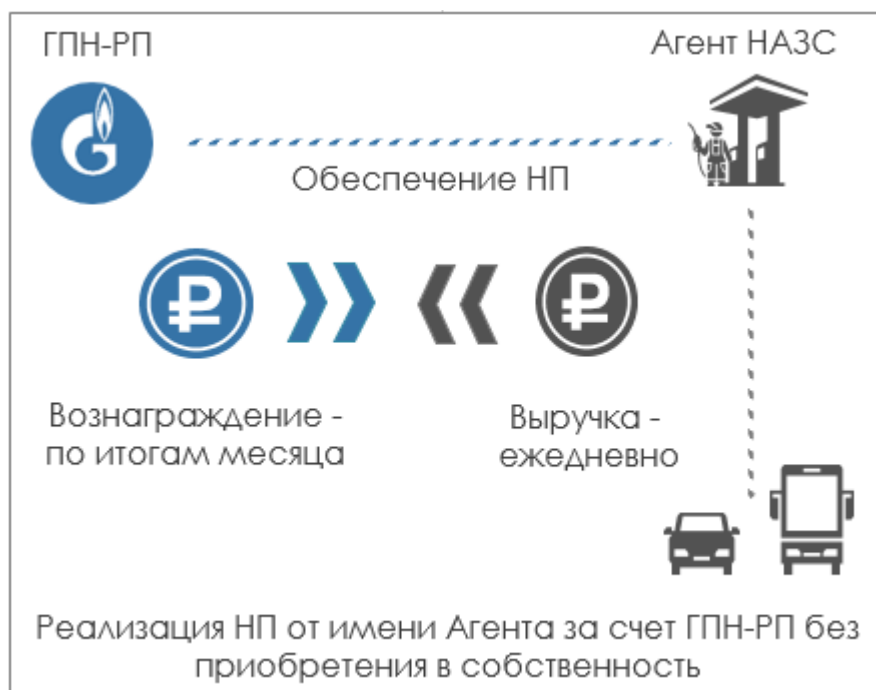 ГПН-РП
Агент НАЗС
Обеспечение НП
Вознаграждение -
по итогам месяца
Выручка -
ежедневно
Реализация НП от имени Агента за счет ГПН-РП без
приобретения в собственность